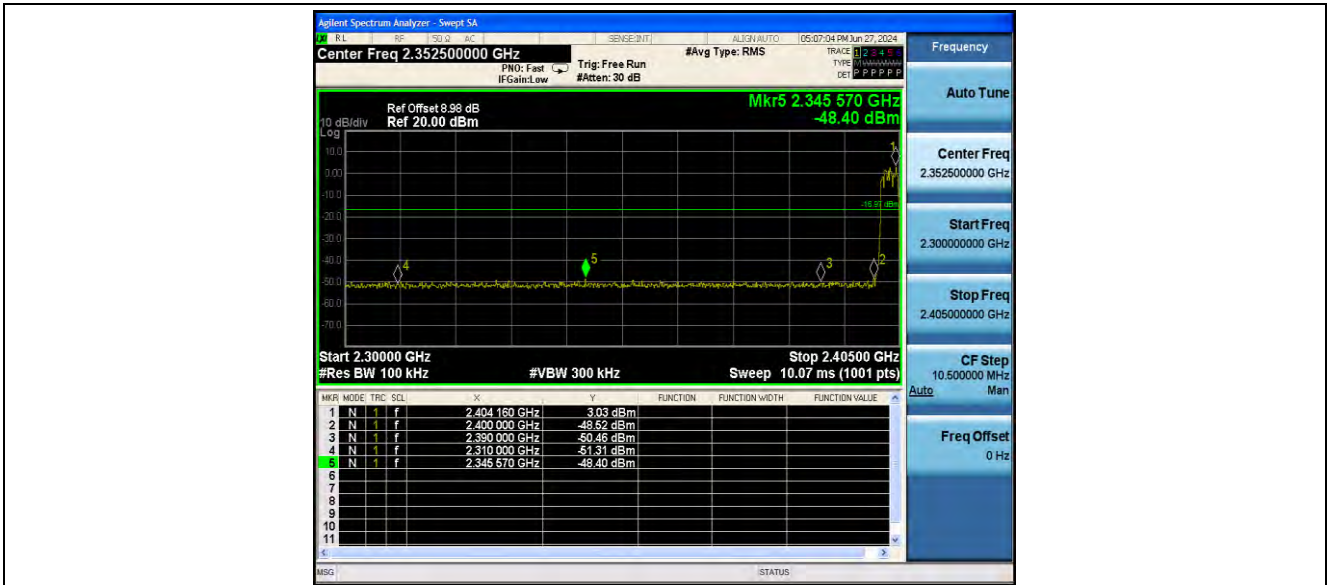 Agilent Spectrum Analyzer - Swept SA
RL RF 50 Ω AC SENSE:INT ALIGN AUTO 05:07:04 PM Jun 27, 2024
Center Freq 2.352500000 GHz
#Avg Type: RMS
TRACE 1 2 3 4 5 6
PNO: Fast
Trig: Free Run
TYPE
IFGain:Low
#Atten: 30 dB
DET P P P P P P
Mkr5 2.345 570 GHz
-48.40 dBm
Ref Offset 8.98 dB
10 dB/div Ref 20.00 dBm
Log
10.0
0.00
-10.0
-20.0
-30.0
-40.0
-50.0
-60.0
-70.0
1
-16.97 dBm
4
5
3
2
Start 2.30000 GHz
Stop 2.40500 GHz
#Res BW 100 kHz
#VBW 300 kHz
Sweep 10.07 ms (1001 pts)
MKR MODE TRC SCL X Y FUNCTION FUNCTION WIDTH FUNCTION VALUE
1 N 1 f 2.404 160 GHz 3.03 dBm
2 N 1 f 2.400 000 GHz -48.52 dBm
3 N 1 f 2.390 000 GHz -50.46 dBm
4 N 1 f 2.310 000 GHz -51.31 dBm
5 N 1 f 2.345 570 GHz -48.40 dBm
6
7
8
9
10
11
MSG
STATUS
Frequency
Auto Tune
Center Freq
2.352500000 GHz
Start Freq
2.300000000 GHz
Stop Freq
2.405000000 GHz
CF Step
10.500000 MHz
Auto Man
Freq Offset
0 Hz